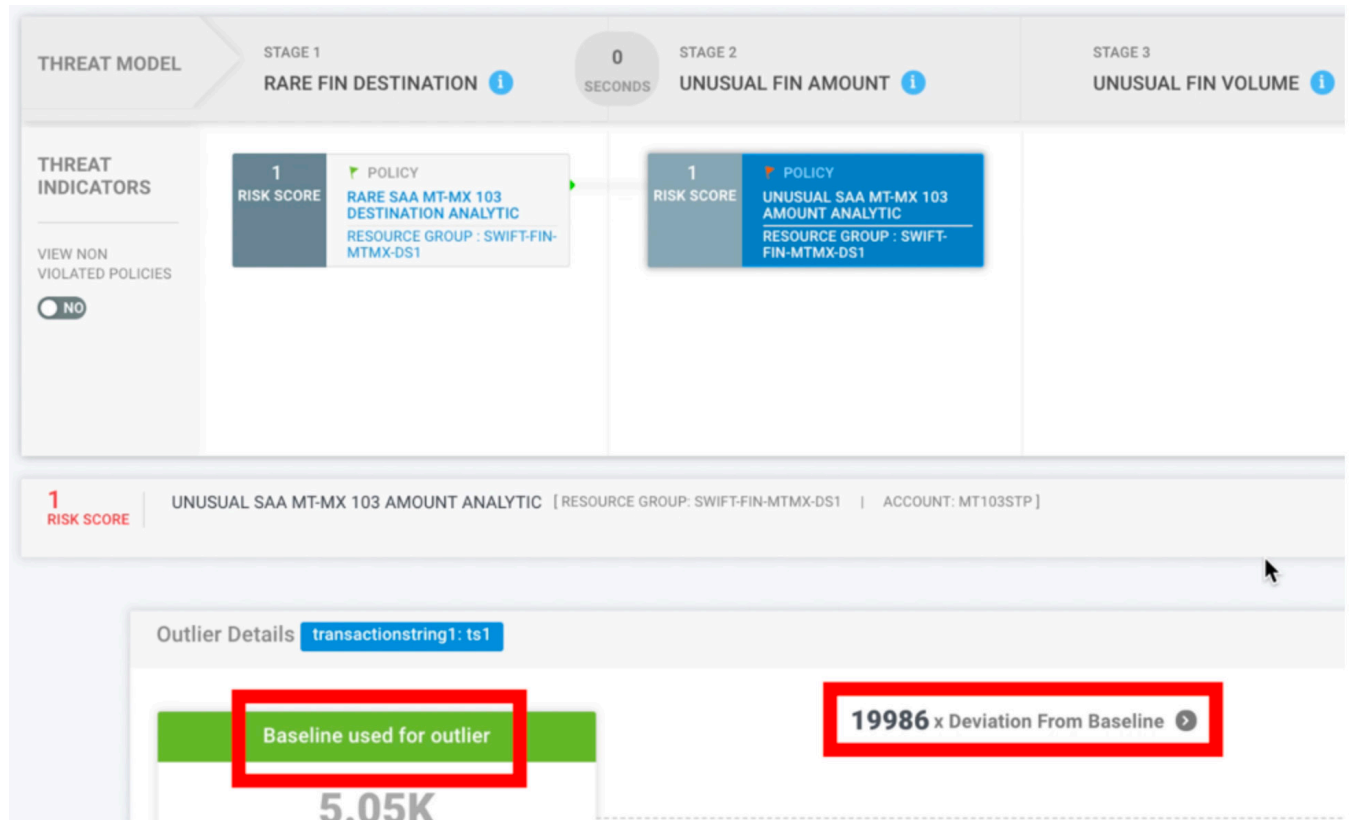 THREAT MODEL
STAGE 1
RARE FIN DESTINATION
0
SECONDS
STAGE 2
UNUSUAL FIN AMOUNT
STAGE 3
UNUSUAL FIN VOLUME
THREAT
INDICATORS
VIEW NON
VIOLATED POLICIES
NO
1
RISK SCORE
POLICY
RARE SAA MT-MX 103
DESTINATION ANALYTIC
RESOURCE GROUP : SWIFT-FIN-
MTMX-DS1
1
RISK SCORE
POLICY
UNUSUAL SAA MT-MX 103
AMOUNT ANALYTIC
RESOURCE GROUP : SWIFT-
FIN-MTMX-DS1
1
RISK SCORE
UNUSUAL SAA MT-MX 103 AMOUNT ANALYTIC [ RESOURCE GROUP: SWIFT-FIN-MTMX-DS1 | ACCOUNT: MT103STP ]
Outlier Details transactionstring1: ts1
Baseline used for outlier
19986 x Deviation From Baseline
5.05K